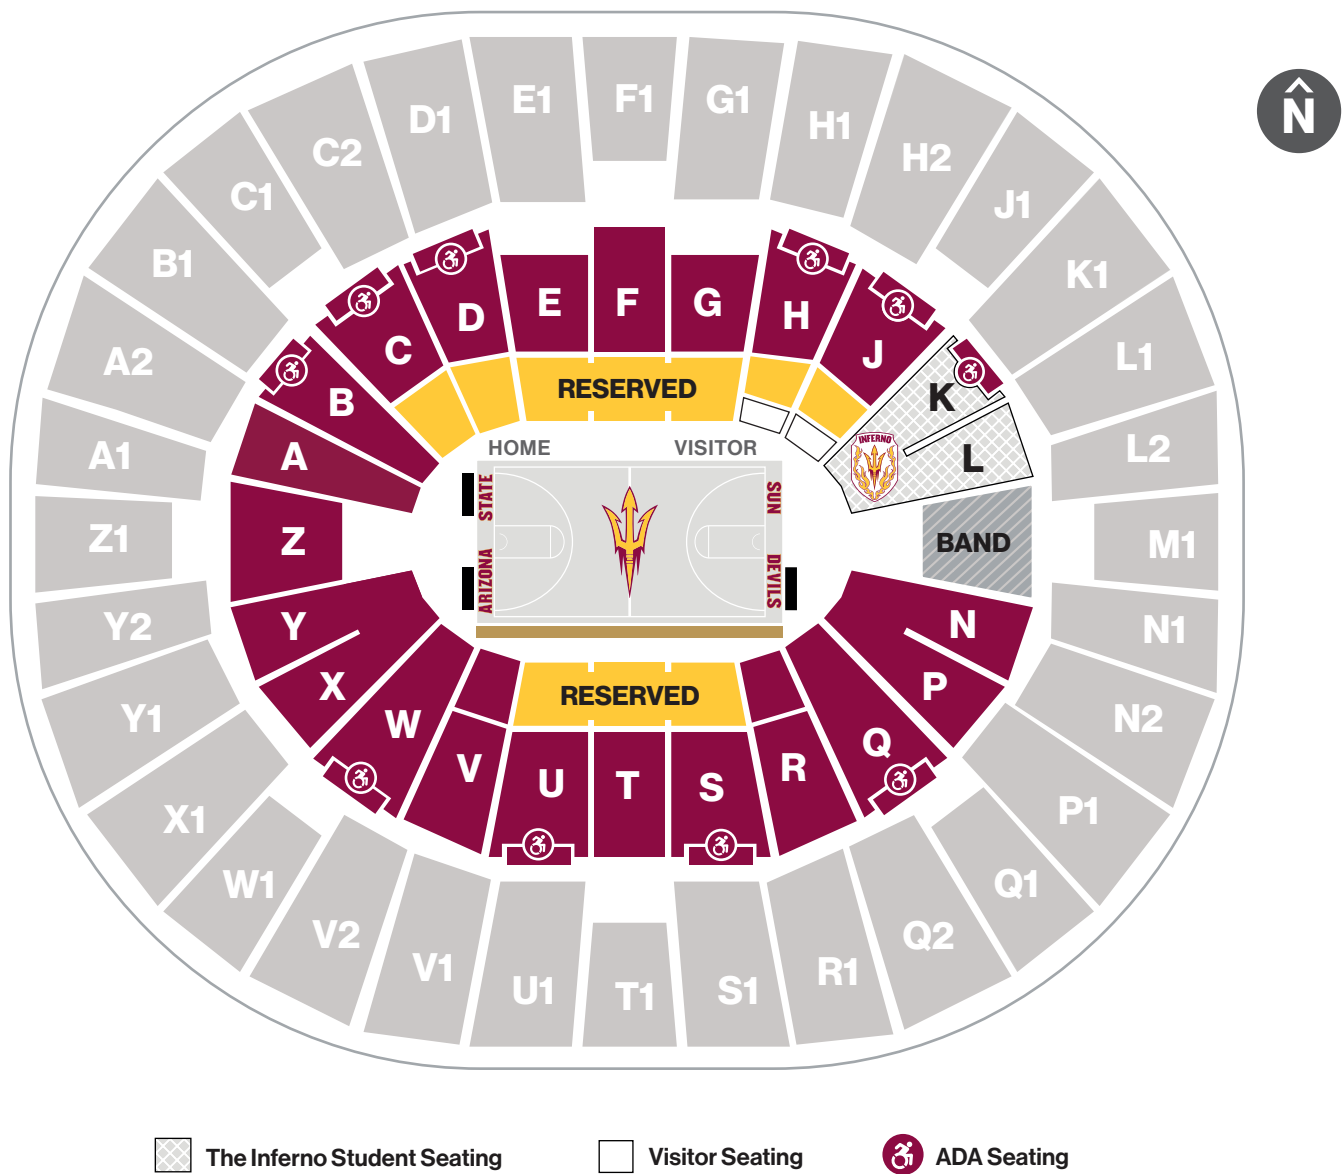 E1
F1
G1
D1
H1
C2
H2
C1
J1
B1
K1
A2
L1
A1
L2
Z1
M1
Y2
N1
Y1
N2
X1
P1
W1
Q1
V2
Q2
V1
R1
U1
T1
S1
N
D
E
F
G
H
C
J
B
K
A
L
Z
BAND
Y
N
X
P
W
Q
V
U
T
S
R
RESERVED
INFERNO
HOME
VISITOR
ARIZONA STATE
SUN DEVILS
RESERVED
The Inferno Student Seating
Visitor Seating
ADA Seating